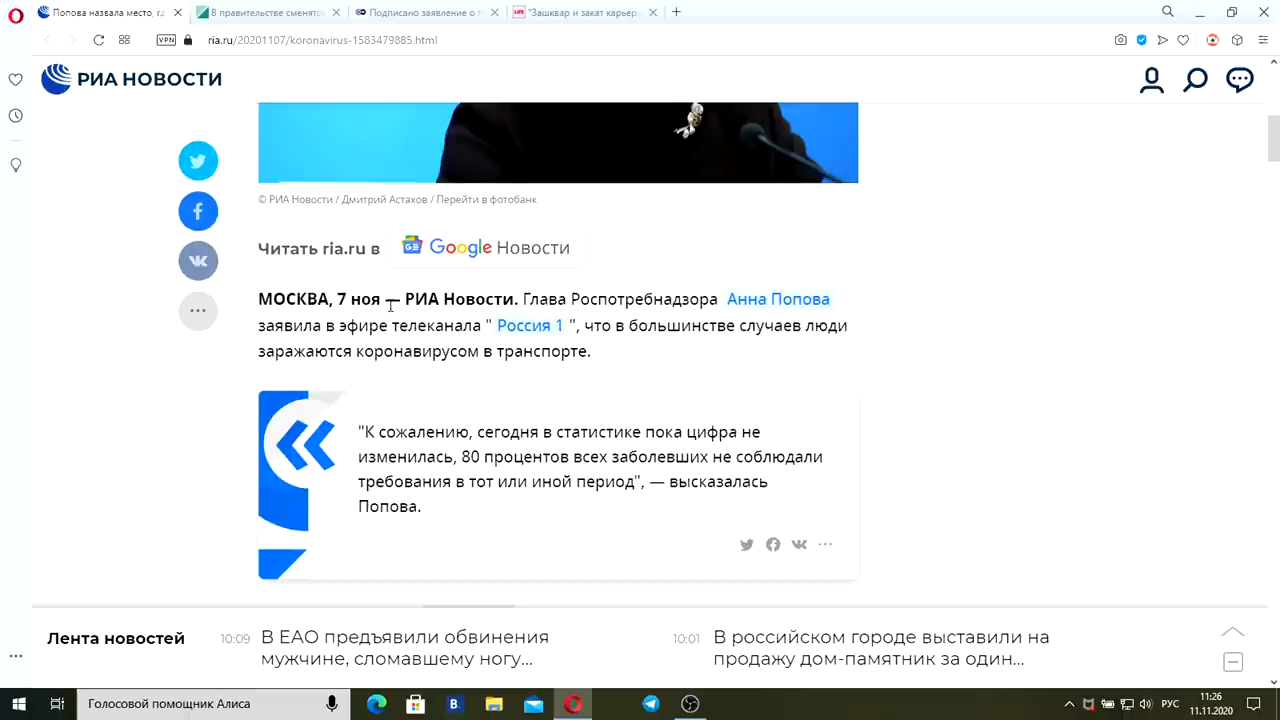 Попова назвала место, г
В правительстве сменятс
Подписано заявление о п
LIFE "Зашквар и закат карьер
VPN ria.ru/20201107/koronavirus-1583479885.html
РИА НОВОСТИ
© РИА Новости / Дмитрий Астахов / Перейти в фотобанк
Читать ria.ru в Google Новости
МОСКВА, 7 ноя — РИА Новости. Глава Роспотребнадзора Анна Попова
заявила в эфире телеканала " Россия 1 ", что в большинстве случаев люди
заражаются коронавирусом в транспорте.
"К сожалению, сегодня в статистике пока цифра не
изменилась, 80 процентов всех заболевших не соблюдали
требования в тот или иной период", — высказалась
Попова.
Лента новостей
10:09 В ЕАО предъявили обвинения
мужчине, сломавшему ногу...
10:01 В российском городе выставили на
продажу дом-памятник за один...
Голосовой помощник Алиса
РУС
11:26
11.11.2020